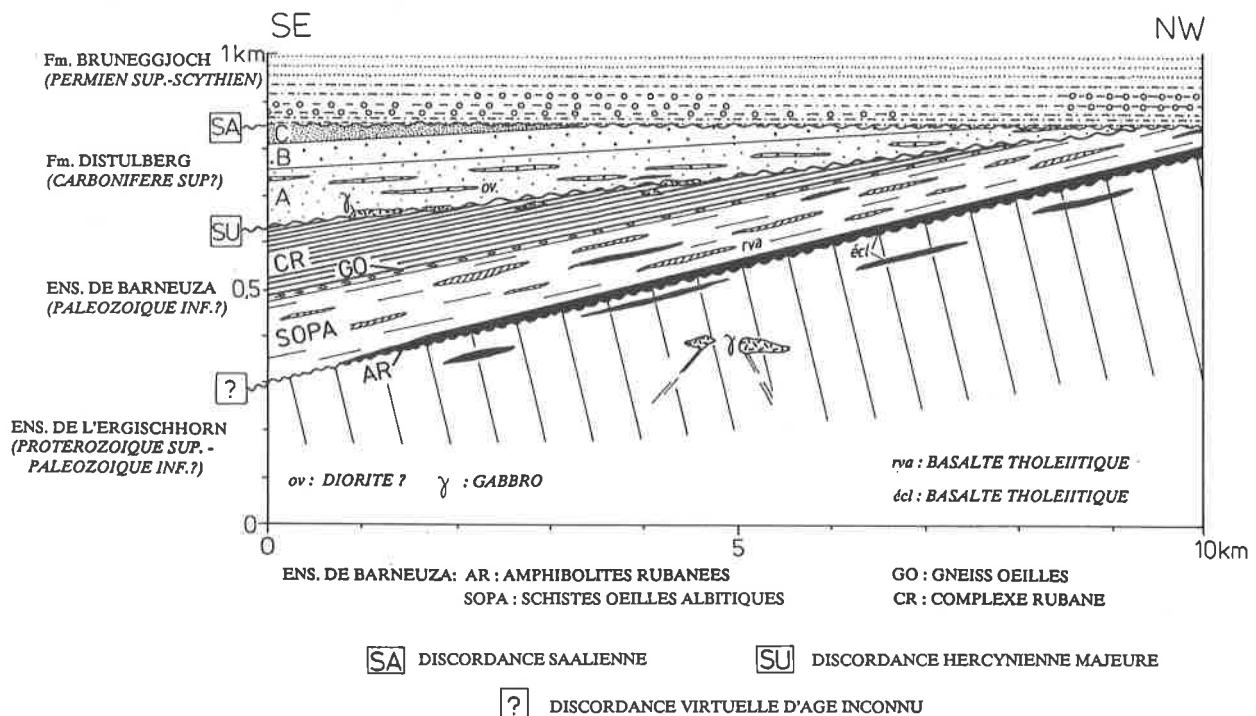 SE NW
1km
Fm. BRUNEGGJOCH
(PERMIEN SUP.-SCYTHIEN)
SA
C
B
Fm. DISTULBERG
(CARBONIFERE SUP?)
A
ov.
γ
SU
CR
GO
rva
écl
ENS. DE BARNEUZA
(PALEOZOIQUE INF.?)
0,5
SOPA
γ
AR
?
ENS. DE L'ERGISCHHORN
(PROTEROZOIQUE SUP. -
PALEOZOIQUE INF.?)
rva : BASALTE THOLEIITIQUE
ov : DIORITE ? γ : GABBRO
écl : BASALTE THOLEIITIQUE
0
0 5 10km
ENS. DE BARNEUZA: AR : AMPHIBOLITES RUBANEES GO : GNEISS OEILLES
SOPA : SCHISTES OEILLES ALBITIQUES CR : COMPLEXE RUBANE
SA DISCORDANCE SAALIENNE SU DISCORDANCE HERCYNIENNE MAJEURE
? DISCORDANCE VIRTUELLE D'AGE INCONNU